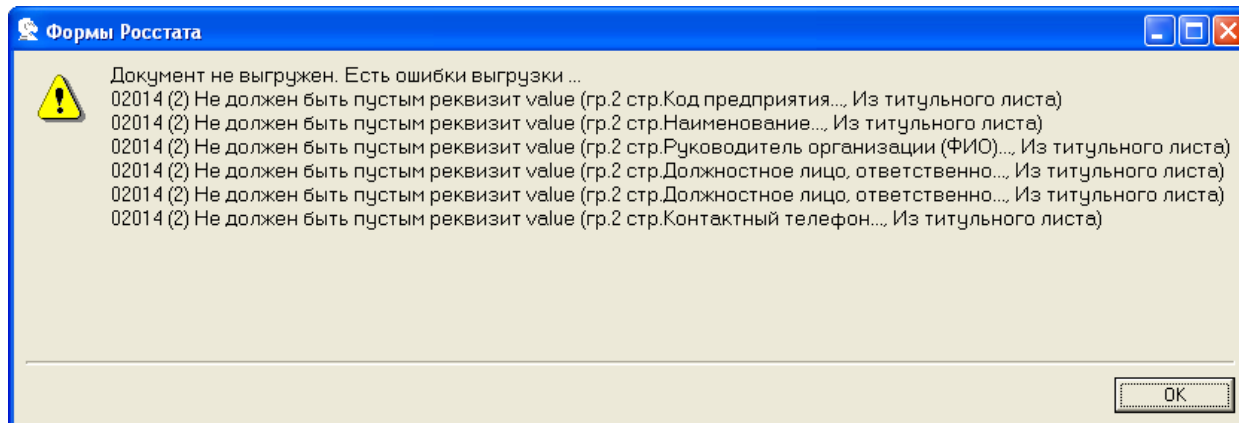 Формы Росстата
Документ не выгружен. Есть ошибки выгрузки ...
02014 (2) Не должен быть пустым реквизит value (гр.2 стр.Код предприятия..., Из титульного листа)
02014 (2) Не должен быть пустым реквизит value (гр.2 стр.Наименование..., Из титульного листа)
02014 (2) Не должен быть пустым реквизит value (гр.2 стр.Руководитель организации (ФИО)..., Из титульного листа)
02014 (2) Не должен быть пустым реквизит value (гр.2 стр.Должностное лицо, ответственно..., Из титульного листа)
02014 (2) Не должен быть пустым реквизит value (гр.2 стр.Должностное лицо, ответственно..., Из титульного листа)
02014 (2) Не должен быть пустым реквизит value (гр.2 стр.Контактный телефон..., Из титульного листа)
OK